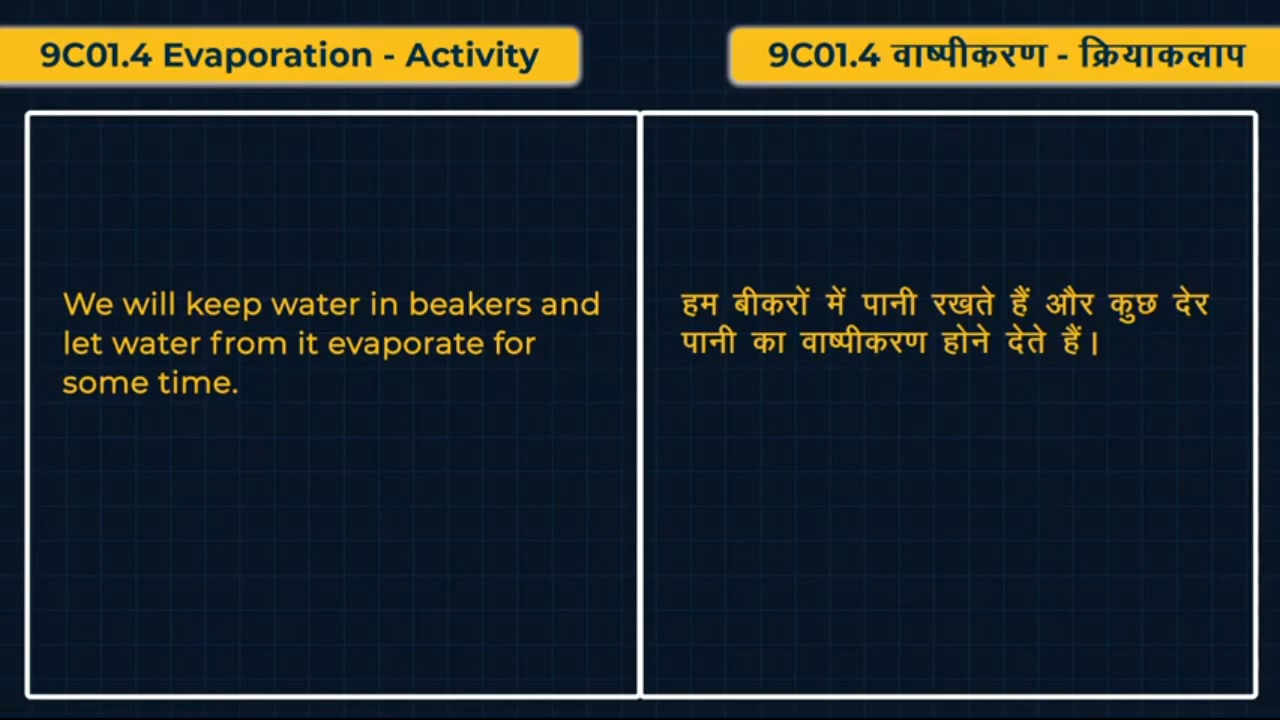 9C01.4 Evaporation - Activity
9C01.4 वाष्पीकरण - क्रियाकलाप
We will keep water in beakers and
let water from it evaporate for
some time.
हम बीकरों में पानी रखते हैं और कुछ देर
पानी का वाष्पीकरण होने देते हैं।